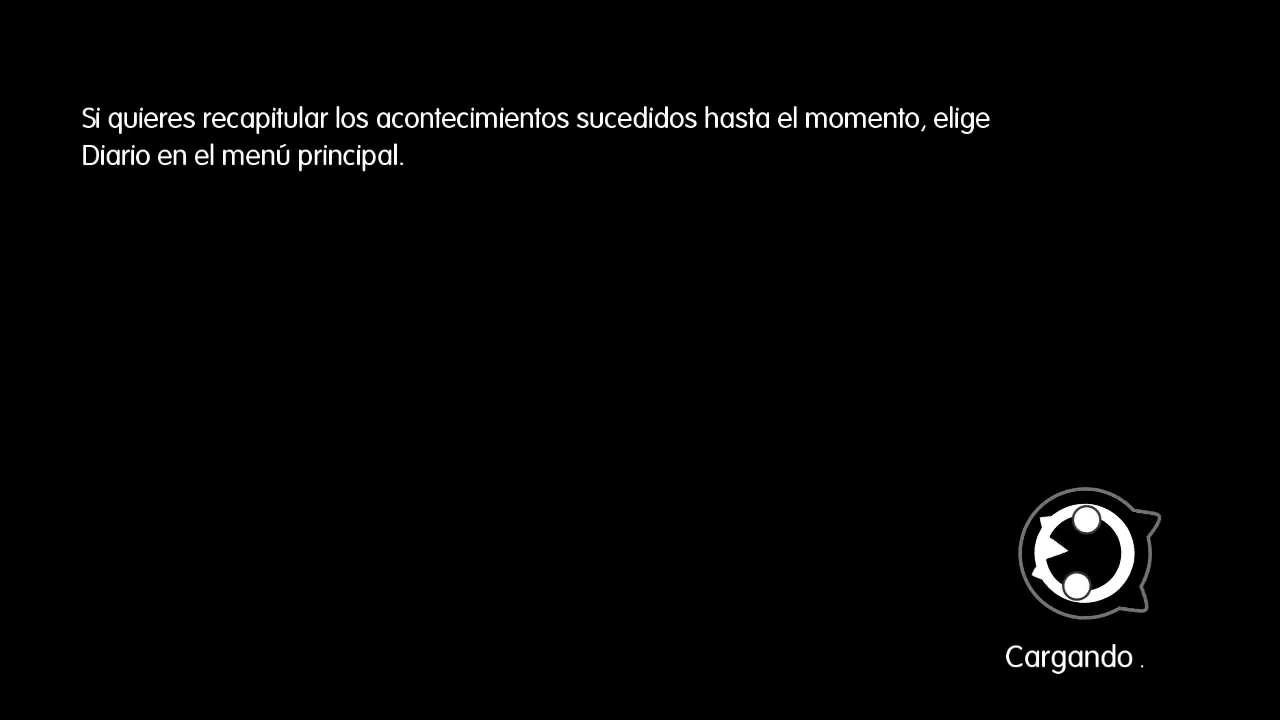 Si quieres recapitular los acontecimientos sucedidos hasta el momento, elige
Diario en el menú principal.
Cargando .